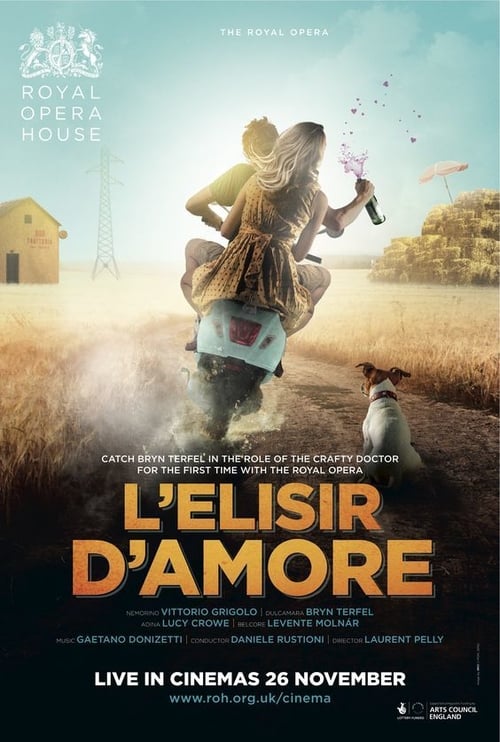 THE ROYAL OPERA
ROYAL
OPERA
HOUSE
TRATTORIA
CATCH BRYN TERFEL IN THE ROLE OF THE CRAFTY DOCTOR
FOR THE FIRST TIME WITH THE ROYAL OPERA
L'ELISIR
D'AMORE
NEMORINO VITTORIO GRIGOLO | DULCAMARA BRYN TERFEL
ADINA LUCY CROWE | BELCORE LEVENTE MOLNÁR
MUSIC GAETANO DONIZETTI | CONDUCTOR DANIELE RUSTIONI | DIRECTOR LAURENT PELLY
LIVE IN CINEMAS 26 NOVEMBER
www.roh.org.uk/cinema
LOTTERY FUNDED
ARTS COUNCIL
ENGLAND